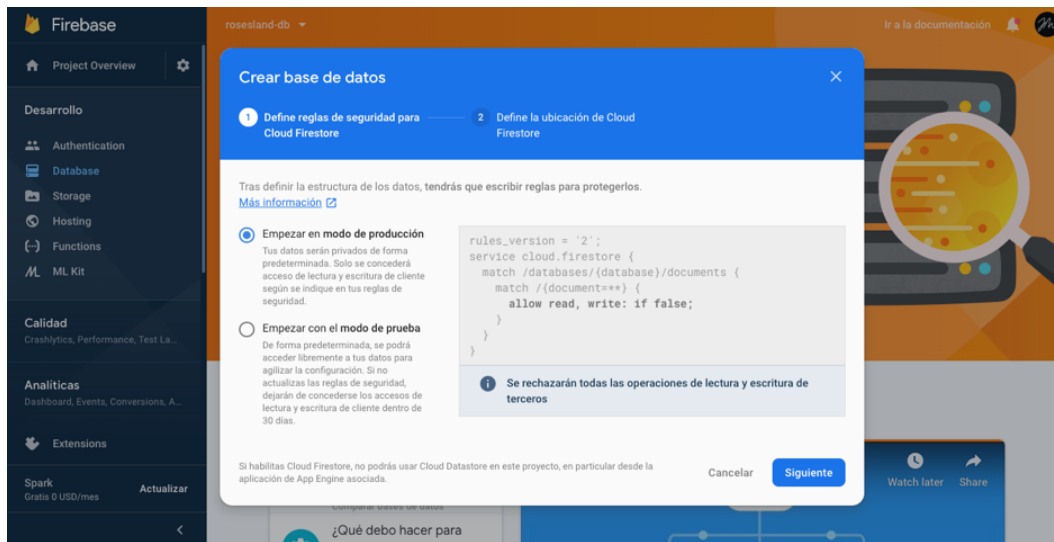 Firebase
Project Overview
Desarrollo
Authentication
Database
Storage
Hosting
Functions
ML Kit
Calidad
Crashlytics, Performance, Test La...
Analíticas
Dashboard, Events, Conversions, A...
Extensions
Spark
Gratis 0 USD/mes
Actualizar
rosesland-db
Ir a la documentación
Crear base de datos
1 Define reglas de seguridad para
Cloud Firestore
2 Define la ubicación de Cloud
Firestore
Tras definir la estructura de los datos, tendrás que escribir reglas para protegerlos.
Más información
Empezar en modo de producción
Tus datos serán privados de forma
predeterminada. Solo se concederá
acceso de lectura y escritura de cliente
según se indique en tus reglas de
seguridad.
Empezar con el modo de prueba
De forma predeterminada, se podrá
acceder libremente a tus datos para
agilizar la configuración. Si no
actualizas las reglas de seguridad,
dejarán de concederse los accesos de
lectura y escritura de cliente dentro de
30 días.
rules_version = '2';
service cloud.firestore {
match /databases/{database}/documents {
match /{document=**} {
allow read, write: if false;
}
}
}
Se rechazarán todas las operaciones de lectura y escritura de
terceros
Si habilitas Cloud Firestore, no podrás usar Cloud Datastore en este proyecto, en particular desde la
aplicación de App Engine asociada.
Cancelar
Siguiente
Comparar bases de datos
¿Qué debo hacer para
Watch later
Share